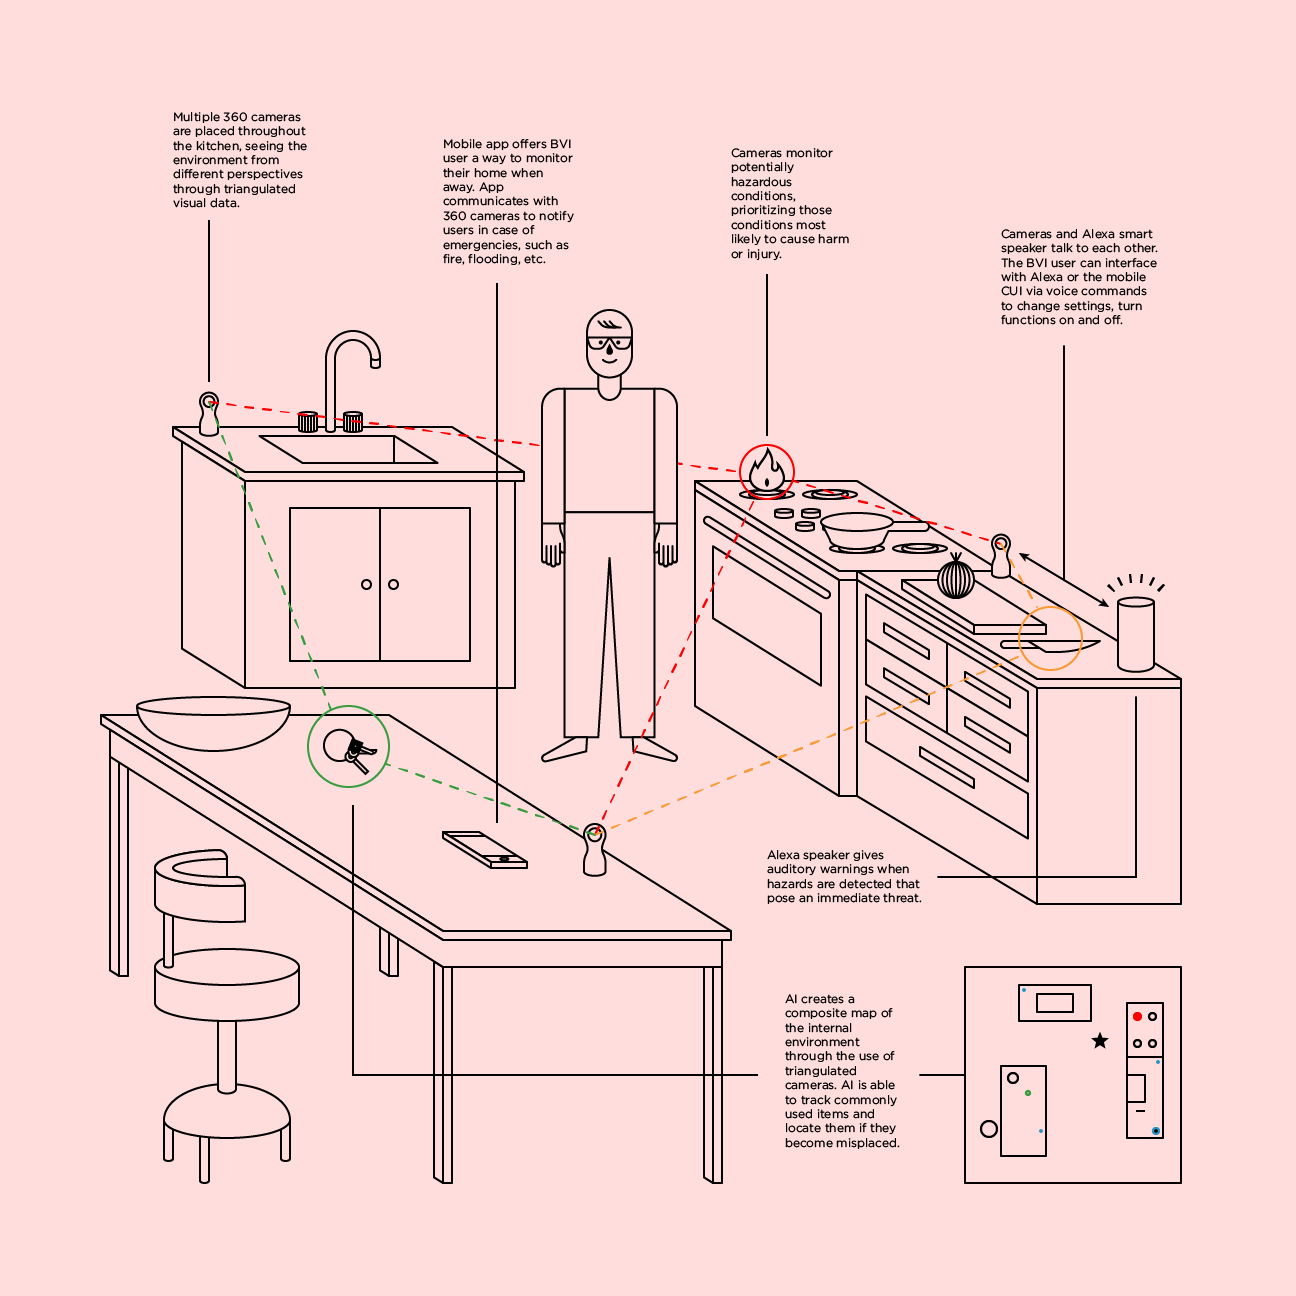 Multiple 360 cameras
are placed throughout
the kitchen, seeing the
environment from
different perspectives
through triangulated
visual data.
Mobile app offers BVI
user a way to monitor
their home when
away. App
communicates with
360 cameras to notify
users in case of
emergencies, such as
fire, flooding, etc.
Cameras monitor
potentially
hazardous
conditions,
prioritizing those
conditions most
likely to cause harm
or injury.
Cameras and Alexa smart
speaker talk to each other.
The BVI user can interface
with Alexa or the mobile
CUI via voice commands
to change settings, turn
functions on and off.
Alexa speaker gives
auditory warnings when
hazards are detected that
pose an immediate threat.
AI creates a
composite map of
the internal
environment
through the use of
triangulated
cameras. AI is able
to track commonly
used items and
locate them if they
become misplaced.